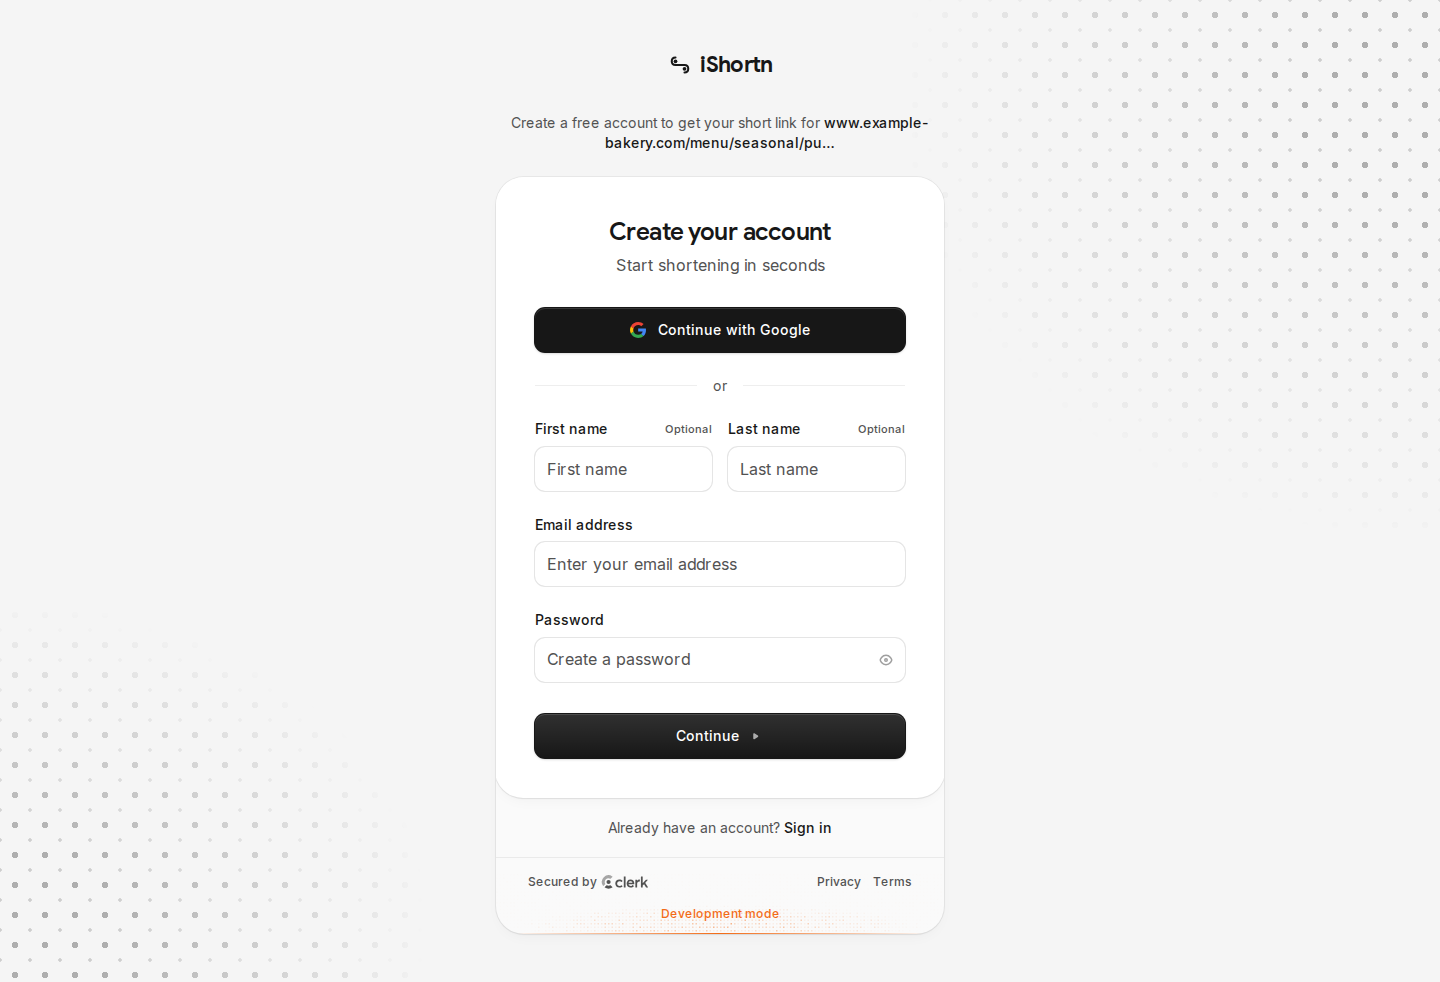 iShortn
Create a free account to get your short link for www.example-
bakery.com/menu/seasonal/pu...
Create your account
Start shortening in seconds
Continue with Google
or
First name Optional Last name Optional
First name Last name
Email address
Enter your email address
Password
Create a password
Continue
Already have an account? Sign in
Secured by clerk Privacy Terms
Development mode